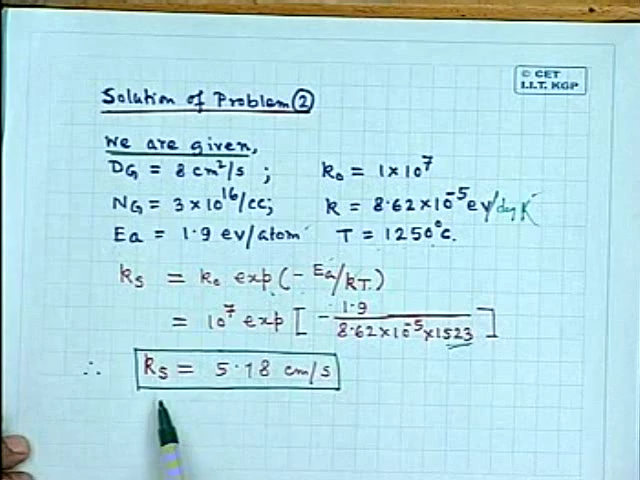 © CET
I.I.T. KGP
Solution of Problem ②
We are given,
DG = 8 cm²/s ; k₀ = 1×10⁷
NG = 3×10¹⁶/cc; k = 8.62×10⁻⁵ev/deg K
Ea = 1.9 ev/atom T = 1250°C.
ks = k₀ exp(- Ea/kT)
= 10⁷ exp[- 1.9 / 8.62×10⁻⁵×1523]
∴ ks = 5.18 cm/s